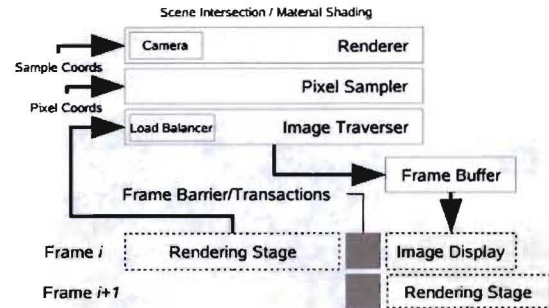 Scene Intersection / Material Shading
Camera
Renderer
Sample Coords
Pixel Sampler
Pixel Coords
Load Balancer
Image Traverser
Frame Buffer
Frame Barrier/Transactions
Frame i
Rendering Stage
Image Display
Frame i+1
Rendering Stage